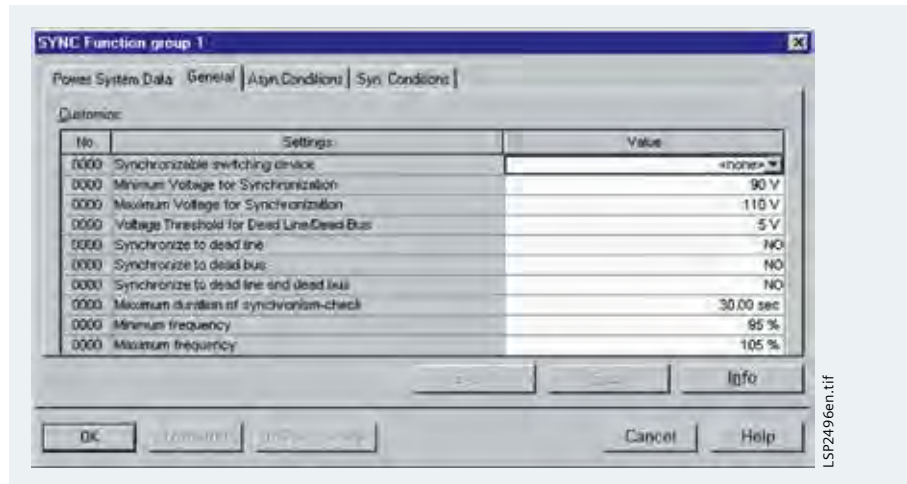 SYNC Function group 1
Power System Data General Asyn.Conditions Syn. Conditions
Customize:
No. Settings Value
0000 Synchronizable switching device <none>
0000 Minimum Voltage for Synchronization 90 V
0000 Maximum Voltage for Synchronization 110 V
0000 Voltage Threshold for Dead Line/Dead Bus 5 V
0000 Synchronize to dead line NO
0000 Synchronize to dead bus NO
0000 Synchronize to dead line and dead bus NO
0000 Maximum duration of synchronism-check 30.00 sec
0000 Minimum frequency 95 %
0000 Maximum frequency 105 %
Info
OK Cancel Help
LSP2496en.tif